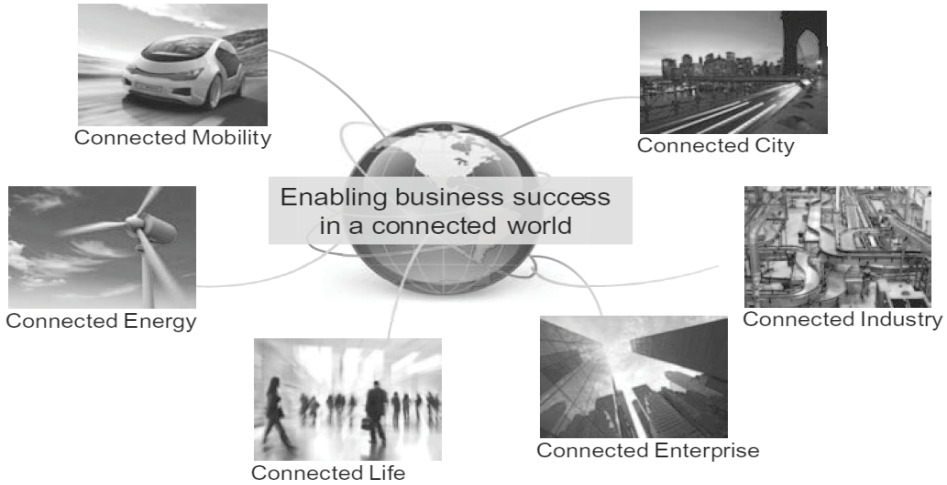 Connected Mobility
Connected City
Enabling business success
in a connected world
Connected Energy
Connected Industry
Connected Life
Connected Enterprise